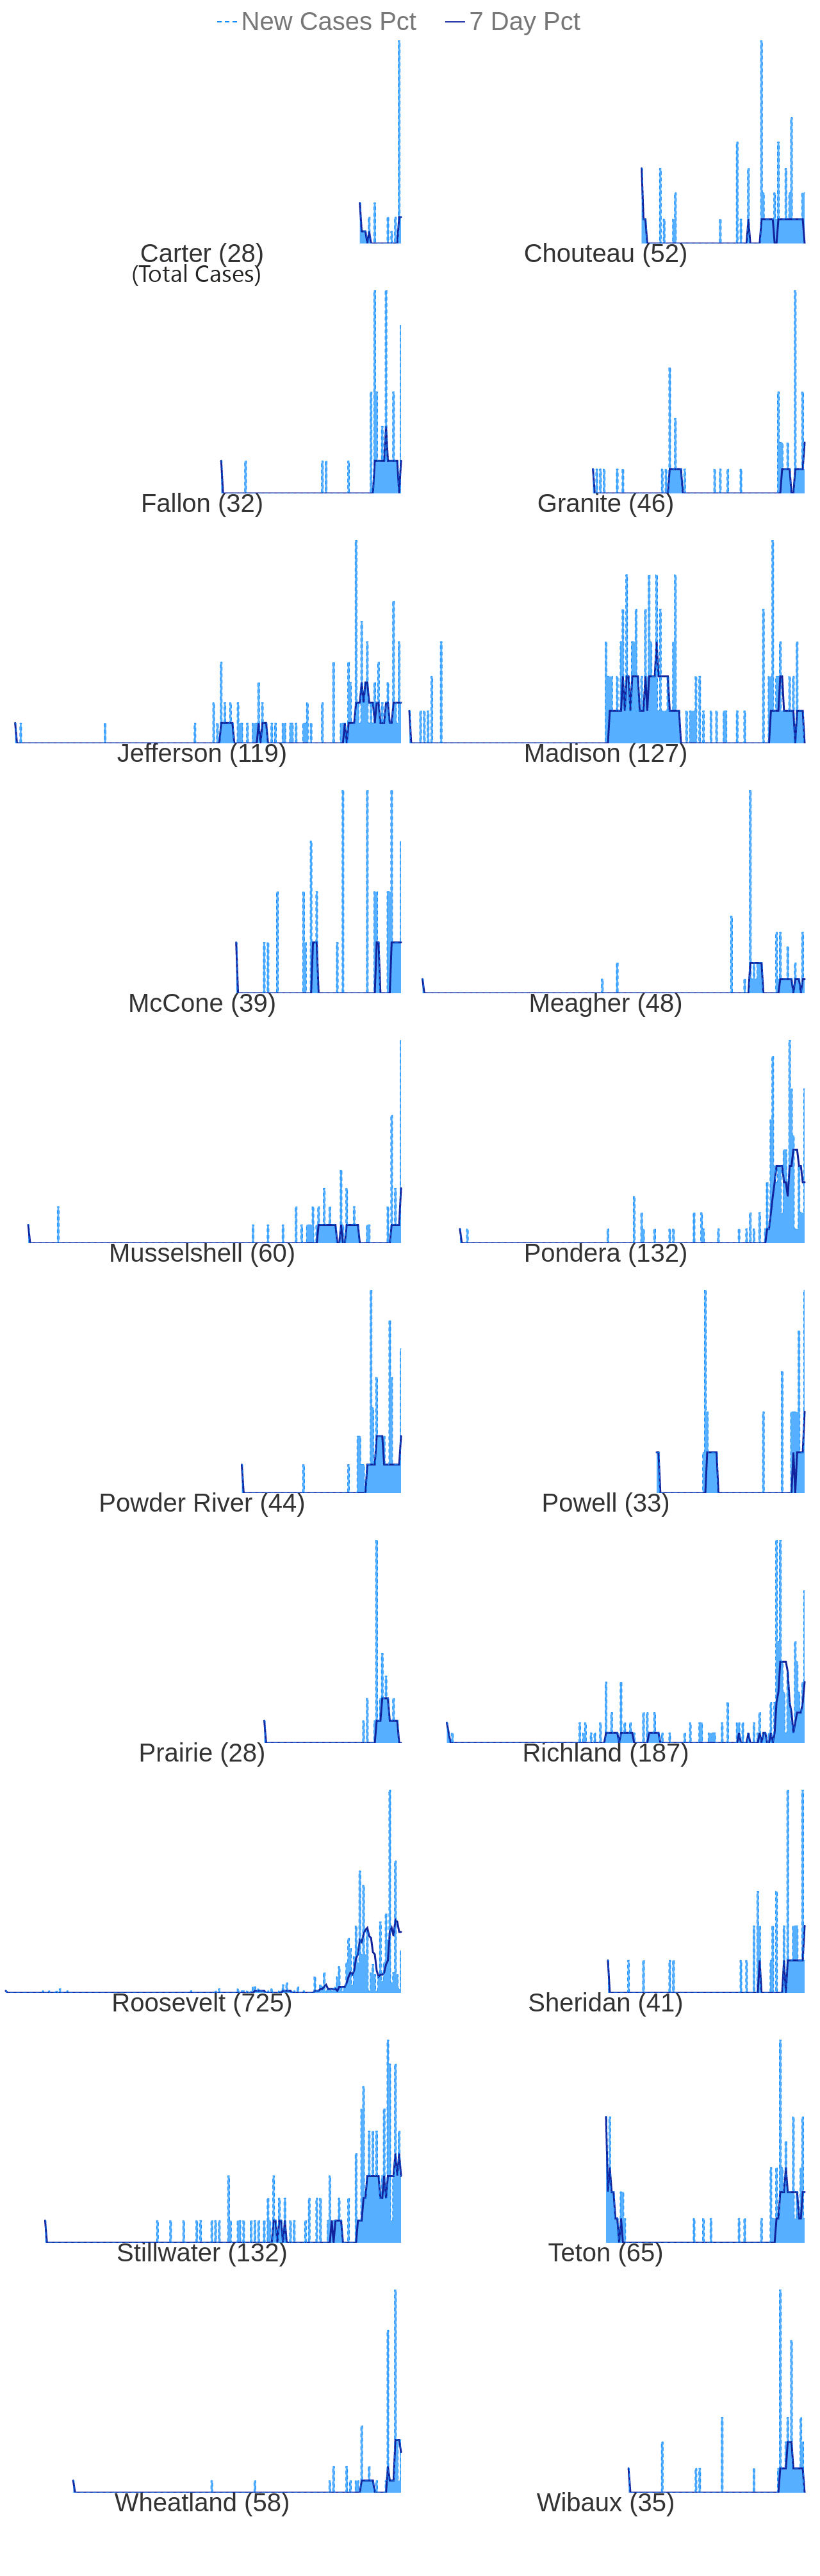 New Cases Pct 7 Day Pct
Carter (28) Chouteau (52)
(Total Cases)
Fallon (32) Granite (46)
Jefferson (119) Madison (127)
McCone (39) Meagher (48)
Musselshell (60) Pondera (132)
Powder River (44) Powell (33)
Prairie (28) Richland (187)
Roosevelt (725) Sheridan (41)
Stillwater (132) Teton (65)
Wheatland (58) Wibaux (35)